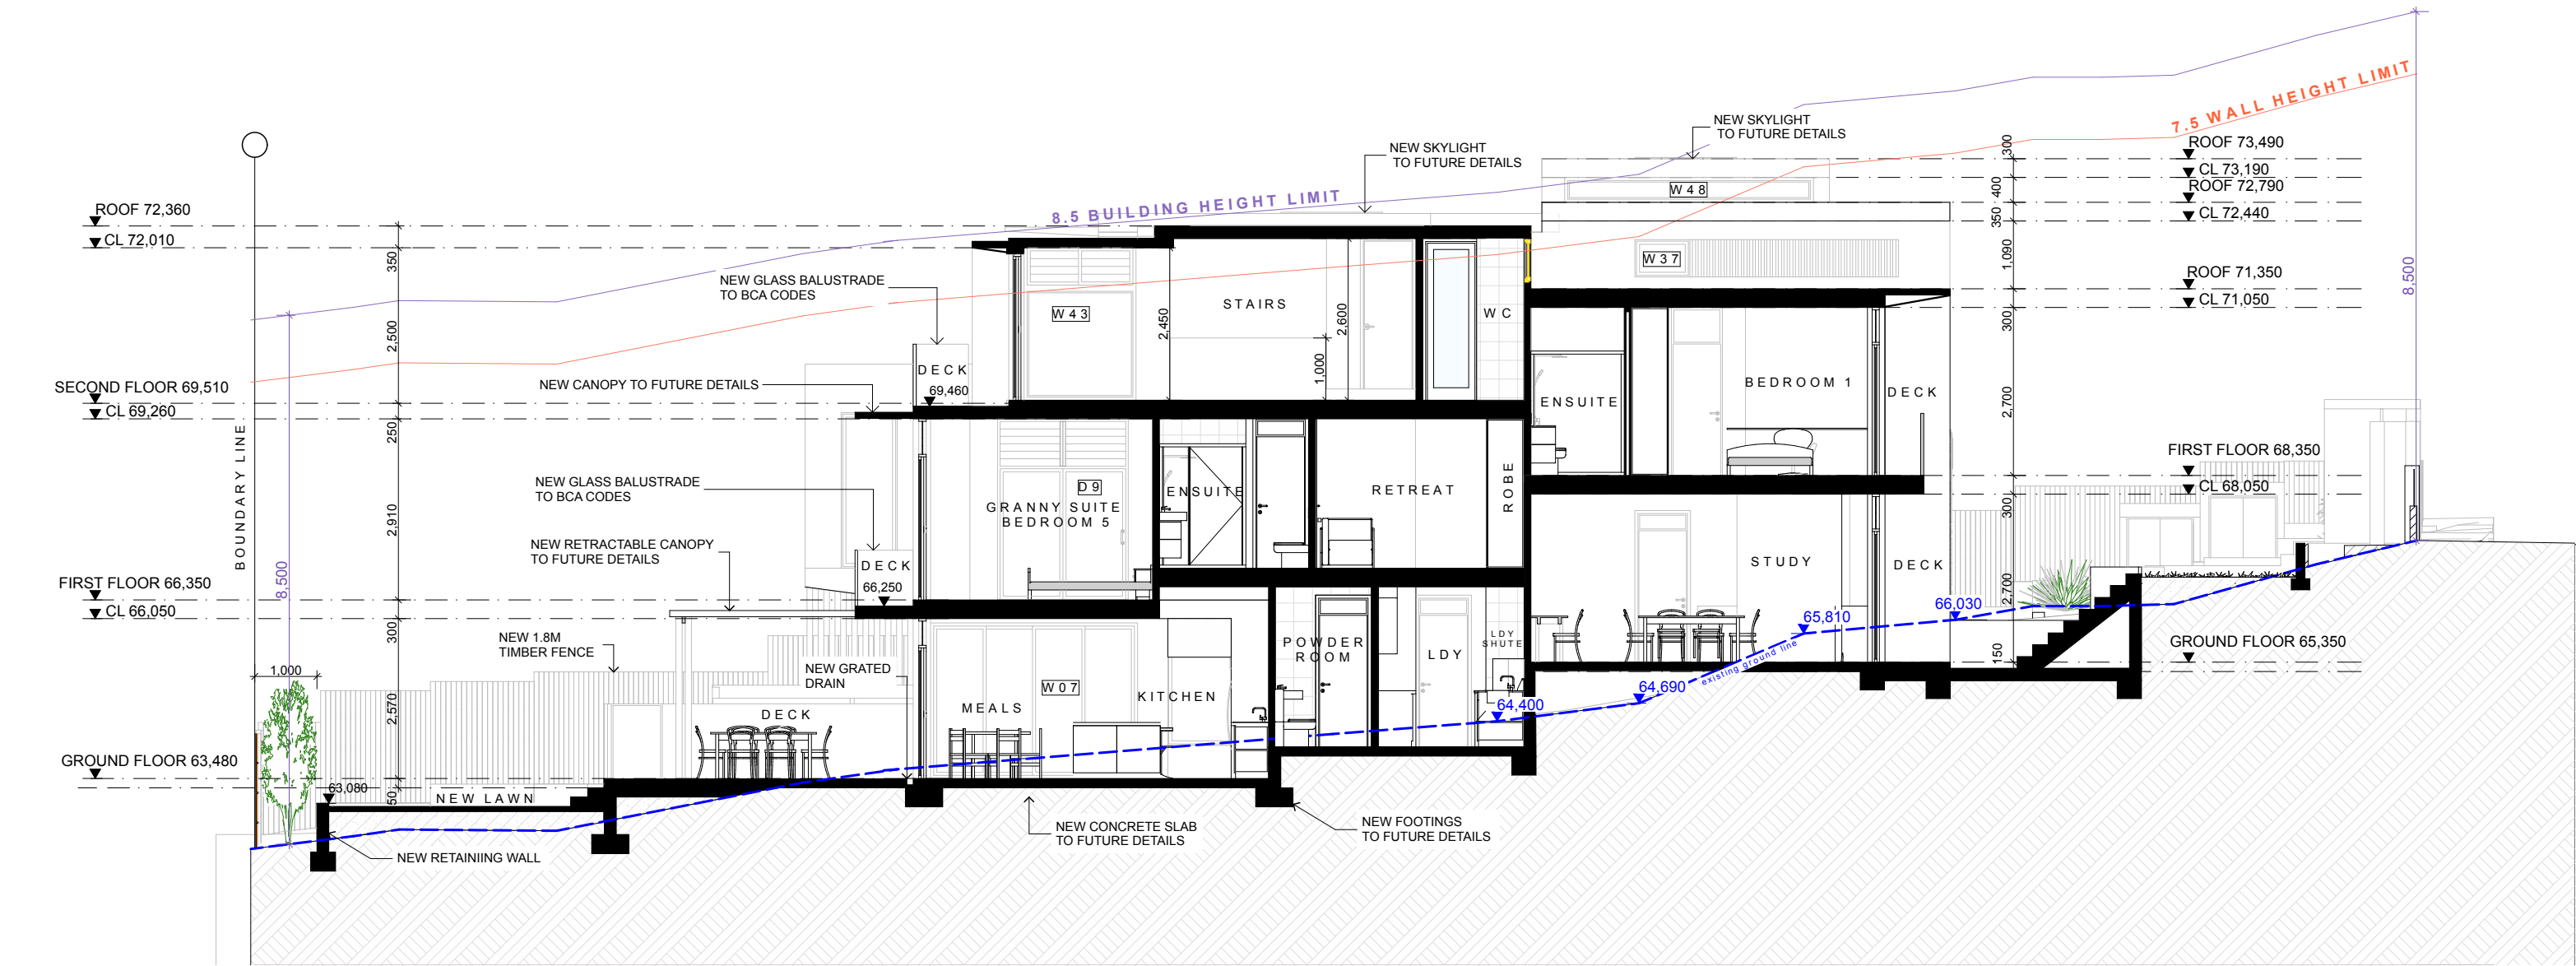 8.5 BUILDING HEIGHT LIMIT
7.5 WALL HEIGHT LIMIT
NEW SKYLIGHT
TO FUTURE DETAILS
NEW SKYLIGHT
TO FUTURE DETAILS
ROOF 72,360
CL 72,010
SECOND FLOOR 69,510
CL 69,260
FIRST FLOOR 66,350
CL 66,050
GROUND FLOOR 63,480
BOUNDARY LINE
8,500
1,000
350
2,500
250
2,910
300
2,570
50
63,080
NEW GLASS BALUSTRADE
TO BCA CODES
NEW CANOPY TO FUTURE DETAILS
NEW GLASS BALUSTRADE
TO BCA CODES
NEW RETRACTABLE CANOPY
TO FUTURE DETAILS
NEW 1.8M
TIMBER FENCE
NEW GRATED
DRAIN
NEW LAWN
NEW RETAINIING WALL
NEW CONCRETE SLAB
TO FUTURE DETAILS
NEW FOOTINGS
TO FUTURE DETAILS
DECK
69,460
W 43
2,450
STAIRS
1,000
2,600
WC
DECK
66,250
D 9
GRANNY SUITE
BEDROOM 5
ENSUITE
RETREAT
ROBE
DECK
MEALS
W 07
KITCHEN
POWDER
ROOM
LDY
LDY
SHUTE
64,400
64,690
existing ground line
65,810
66,030
W 48
W 37
ENSUITE
BEDROOM 1
DECK
STUDY
DECK
300
400
350
1,090
300
2,700
300
2,700
150
ROOF 73,490
CL 73,190
ROOF 72,790
CL 72,440
ROOF 71,350
CL 71,050
FIRST FLOOR 68,350
CL 68,050
GROUND FLOOR 65,350
8,500